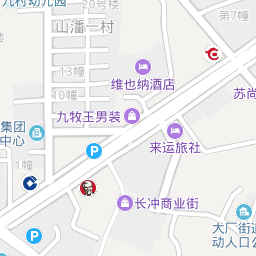 九村幼儿园
20号楼
第7幢
山潘一村
13幢
维也纳酒店
10幢
苏尚
九牧王男装
集团
中心
来运旅社
1幢
长冲商业街
大厂街道
动人口公